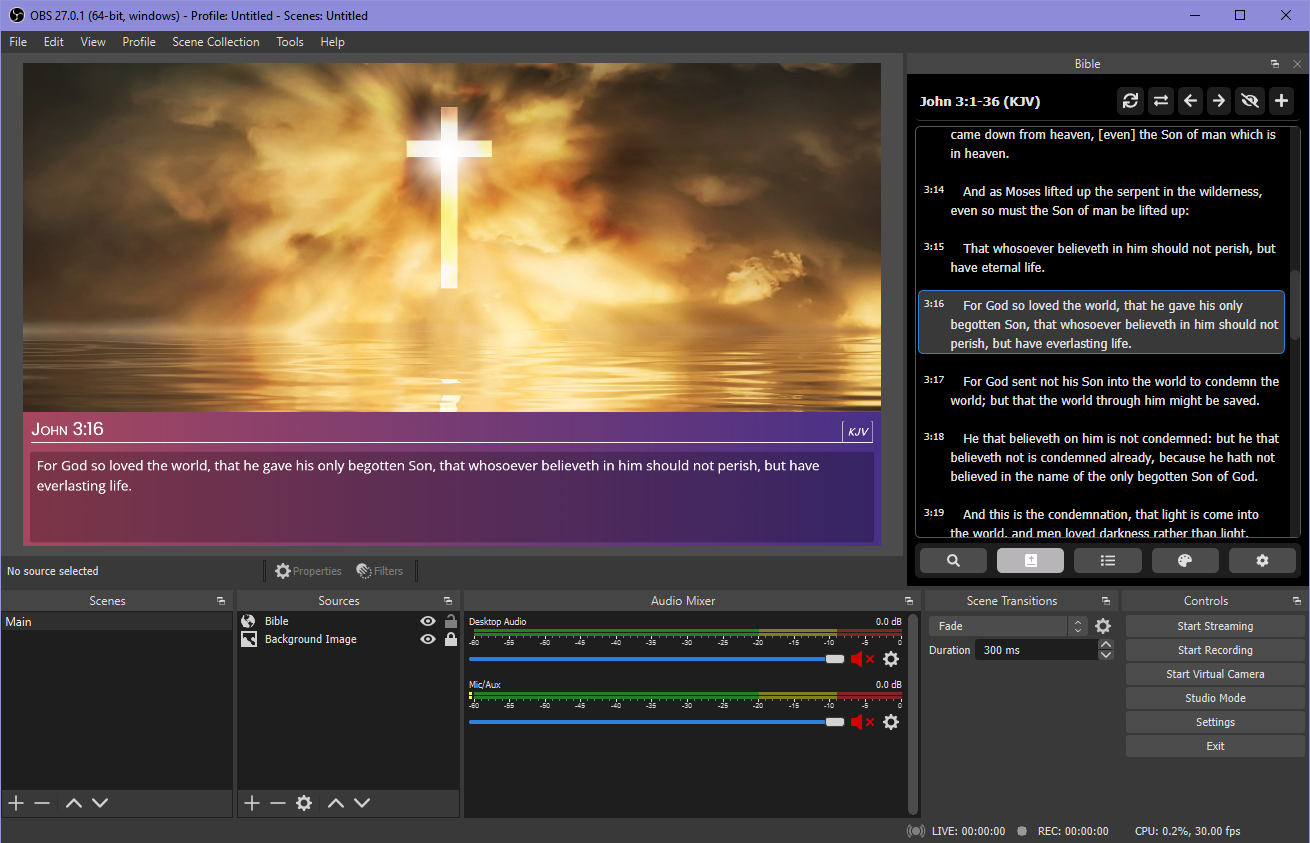 OBS 27.0.1 (64-bit, windows) - Profile: Untitled - Scenes: Untitled
File Edit View Profile Scene Collection Tools Help
JOHN 3:16
KJV
For God so loved the world, that he gave his only begotten Son, that whosoever believeth in him should not perish, but have
everlasting life.
Bible
John 3:1-36 (KJV)
came down from heaven, [even] the Son of man which is
in heaven.
3:14 And as Moses lifted up the serpent in the wilderness,
even so must the Son of man be lifted up:
3:15 That whosoever believeth in him should not perish, but
have eternal life.
3:16 For God so loved the world, that he gave his only
begotten Son, that whosoever believeth in him should not
perish, but have everlasting life.
3:17 For God sent not his Son into the world to condemn the
world; but that the world through him might be saved.
3:18 He that believeth on him is not condemned: but he that
believeth not is condemned already, because he hath not
believed in the name of the only begotten Son of God.
3:19 And this is the condemnation, that light is come into
the world, and men loved darkness rather than light,
No source selected
Properties Filters
Scenes
Main
Sources
Bible
Background Image
Audio Mixer
Desktop Audio 0.0 dB
-60 -55 -50 -45 -40 -35 -30 -25 -20 -15 -10 -5 0
Mic/Aux 0.0 dB
-60 -55 -50 -45 -40 -35 -30 -25 -20 -15 -10 -5 0
Scene Transitions
Fade
Duration 300 ms
Controls
Start Streaming
Start Recording
Start Virtual Camera
Studio Mode
Settings
Exit
LIVE: 00:00:00 REC: 00:00:00 CPU: 0.2%, 30.00 fps